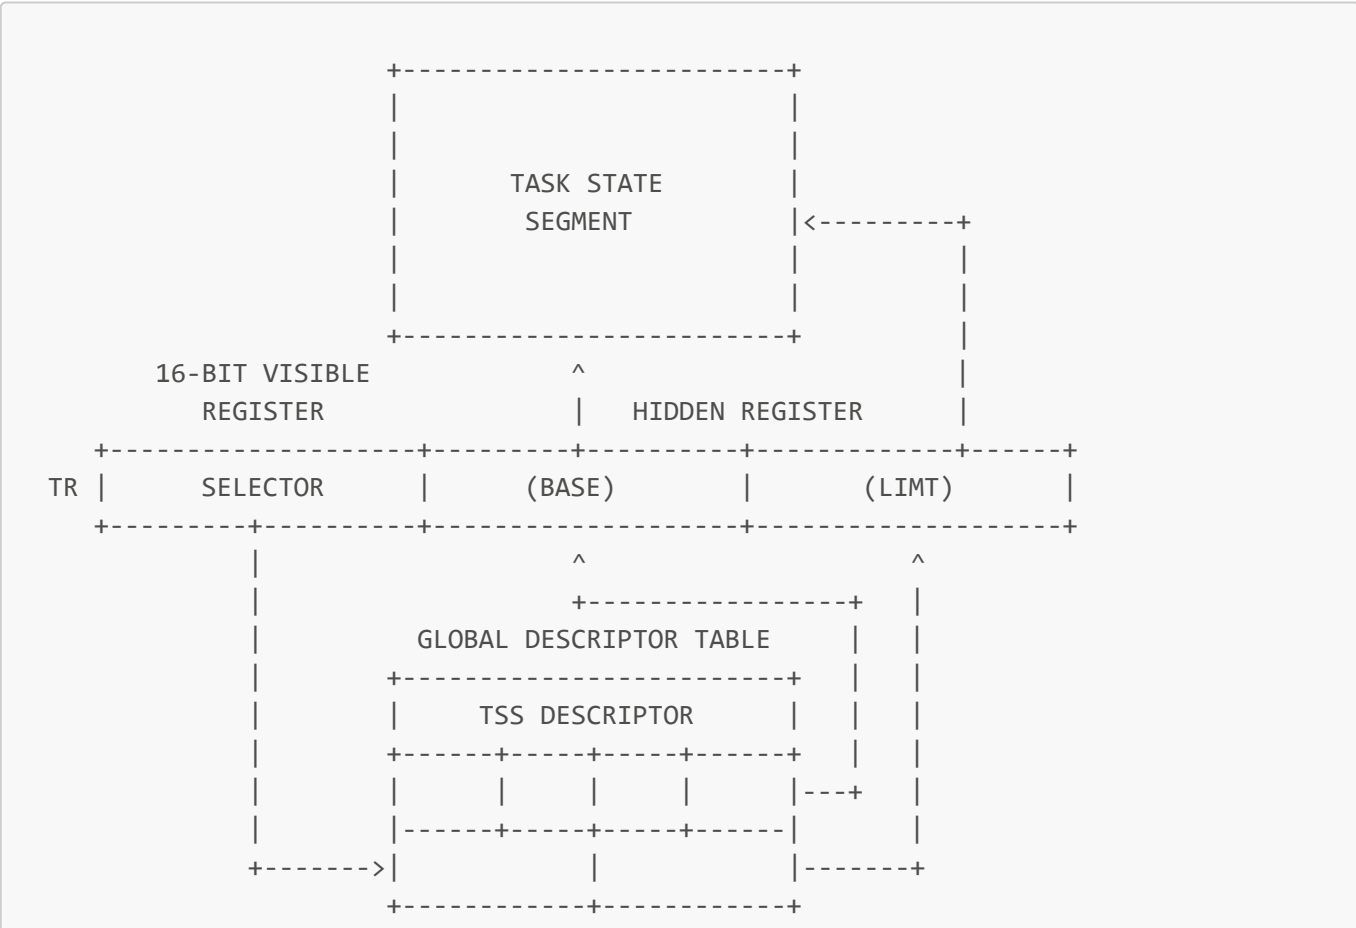 TASK STATE
SEGMENT
16-BIT VISIBLE
REGISTER HIDDEN REGISTER
TR SELECTOR (BASE) (LIMT)
GLOBAL DESCRIPTOR TABLE
TSS DESCRIPTOR